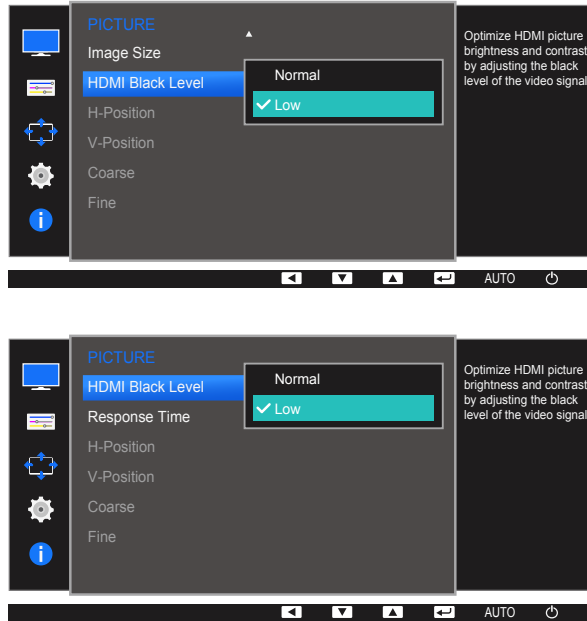 PICTURE
Image Size
HDMI Black Level
H-Position
V-Position
Coarse
Fine
Normal
Low
Optimize HDMI picture
brightness and contrast
by adjusting the black
level of the video signal
AUTO
PICTURE
HDMI Black Level
Response Time
H-Position
V-Position
Coarse
Fine
Normal
Low
Optimize HDMI picture
brightness and contrast
by adjusting the black
level of the video signal
AUTO